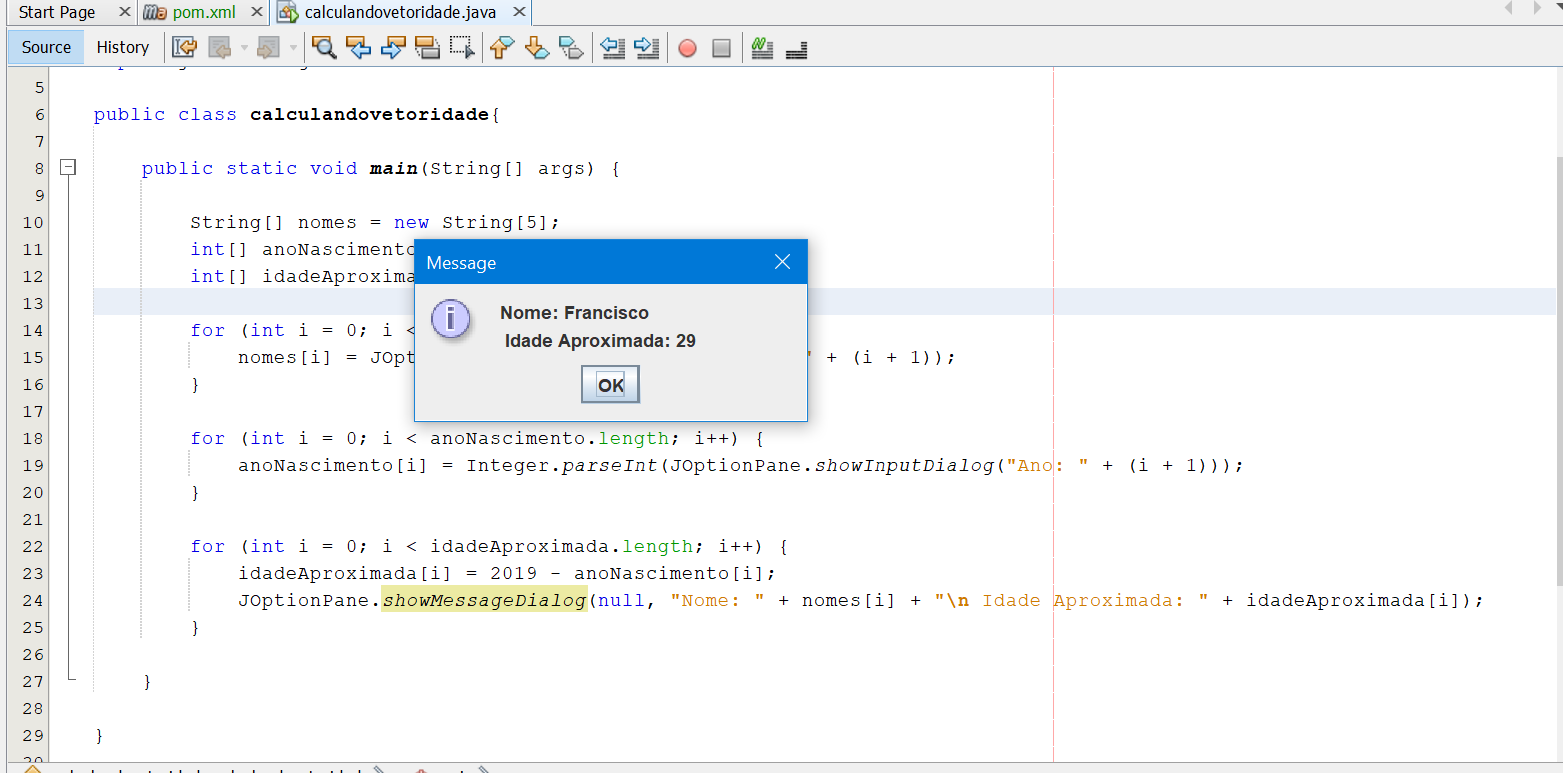 Start Page
pom.xml
calculandovetoridade.java
Source
History
5
6 public class calculandovetoridade{
7
8 public static void main(String[] args) {
9
10 String[] nomes = new String[5];
11 int[] anoNascimento
12 int[] idadeAproxima
13
14 for (int i = 0; i <
15 nomes[i] = JOpt " + (i + 1));
16 }
17
18 for (int i = 0; i < anoNascimento.length; i++) {
19 anoNascimento[i] = Integer.parseInt(JOptionPane.showInputDialog("Ano: " + (i + 1)));
20 }
21
22 for (int i = 0; i < idadeAproximada.length; i++) {
23 idadeAproximada[i] = 2019 - anoNascimento[i];
24 JOptionPane.showMessageDialog(null, "Nome: " + nomes[i] + "\n Idade Aproximada: " + idadeAproximada[i]);
25 }
26
27 }
28
29 }
Message
Nome: Francisco
Idade Aproximada: 29
OK